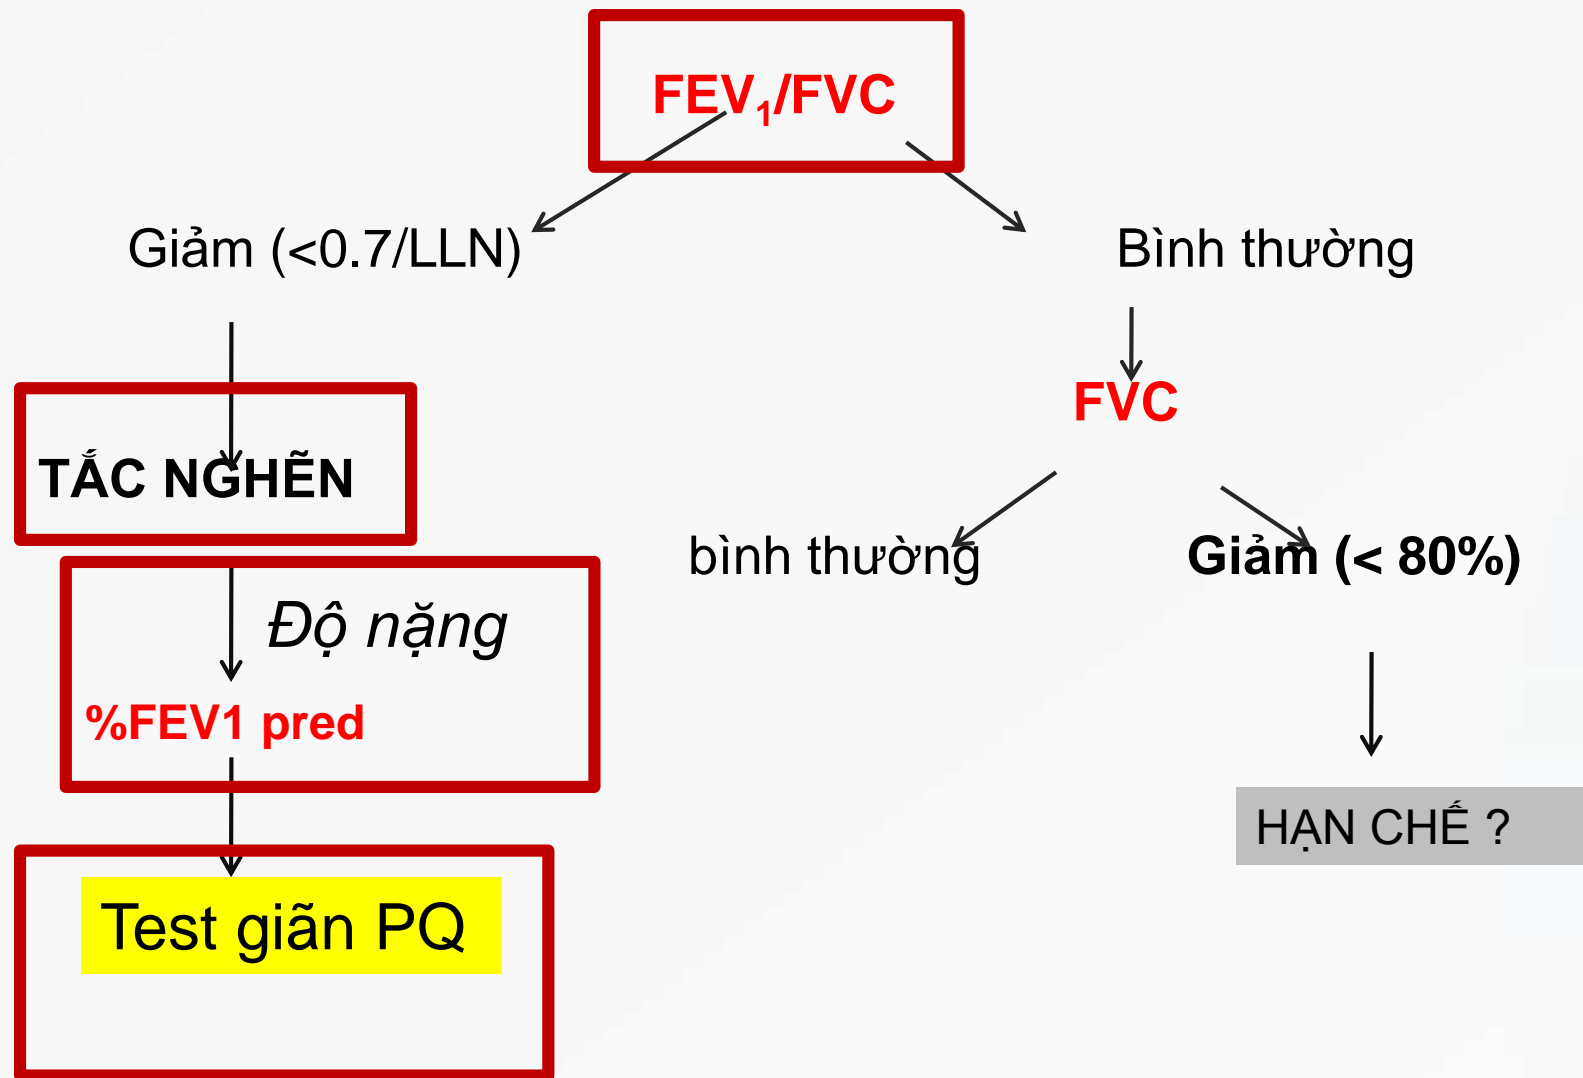 FEV₁/FVC
Giảm (<0.7/LLN)
Bình thường
FVC
TẮC NGHẼN
bình thường
Giảm (< 80%)
Độ nặng
%FEV1 pred
HẠN CHẾ ?
Test giãn PQ